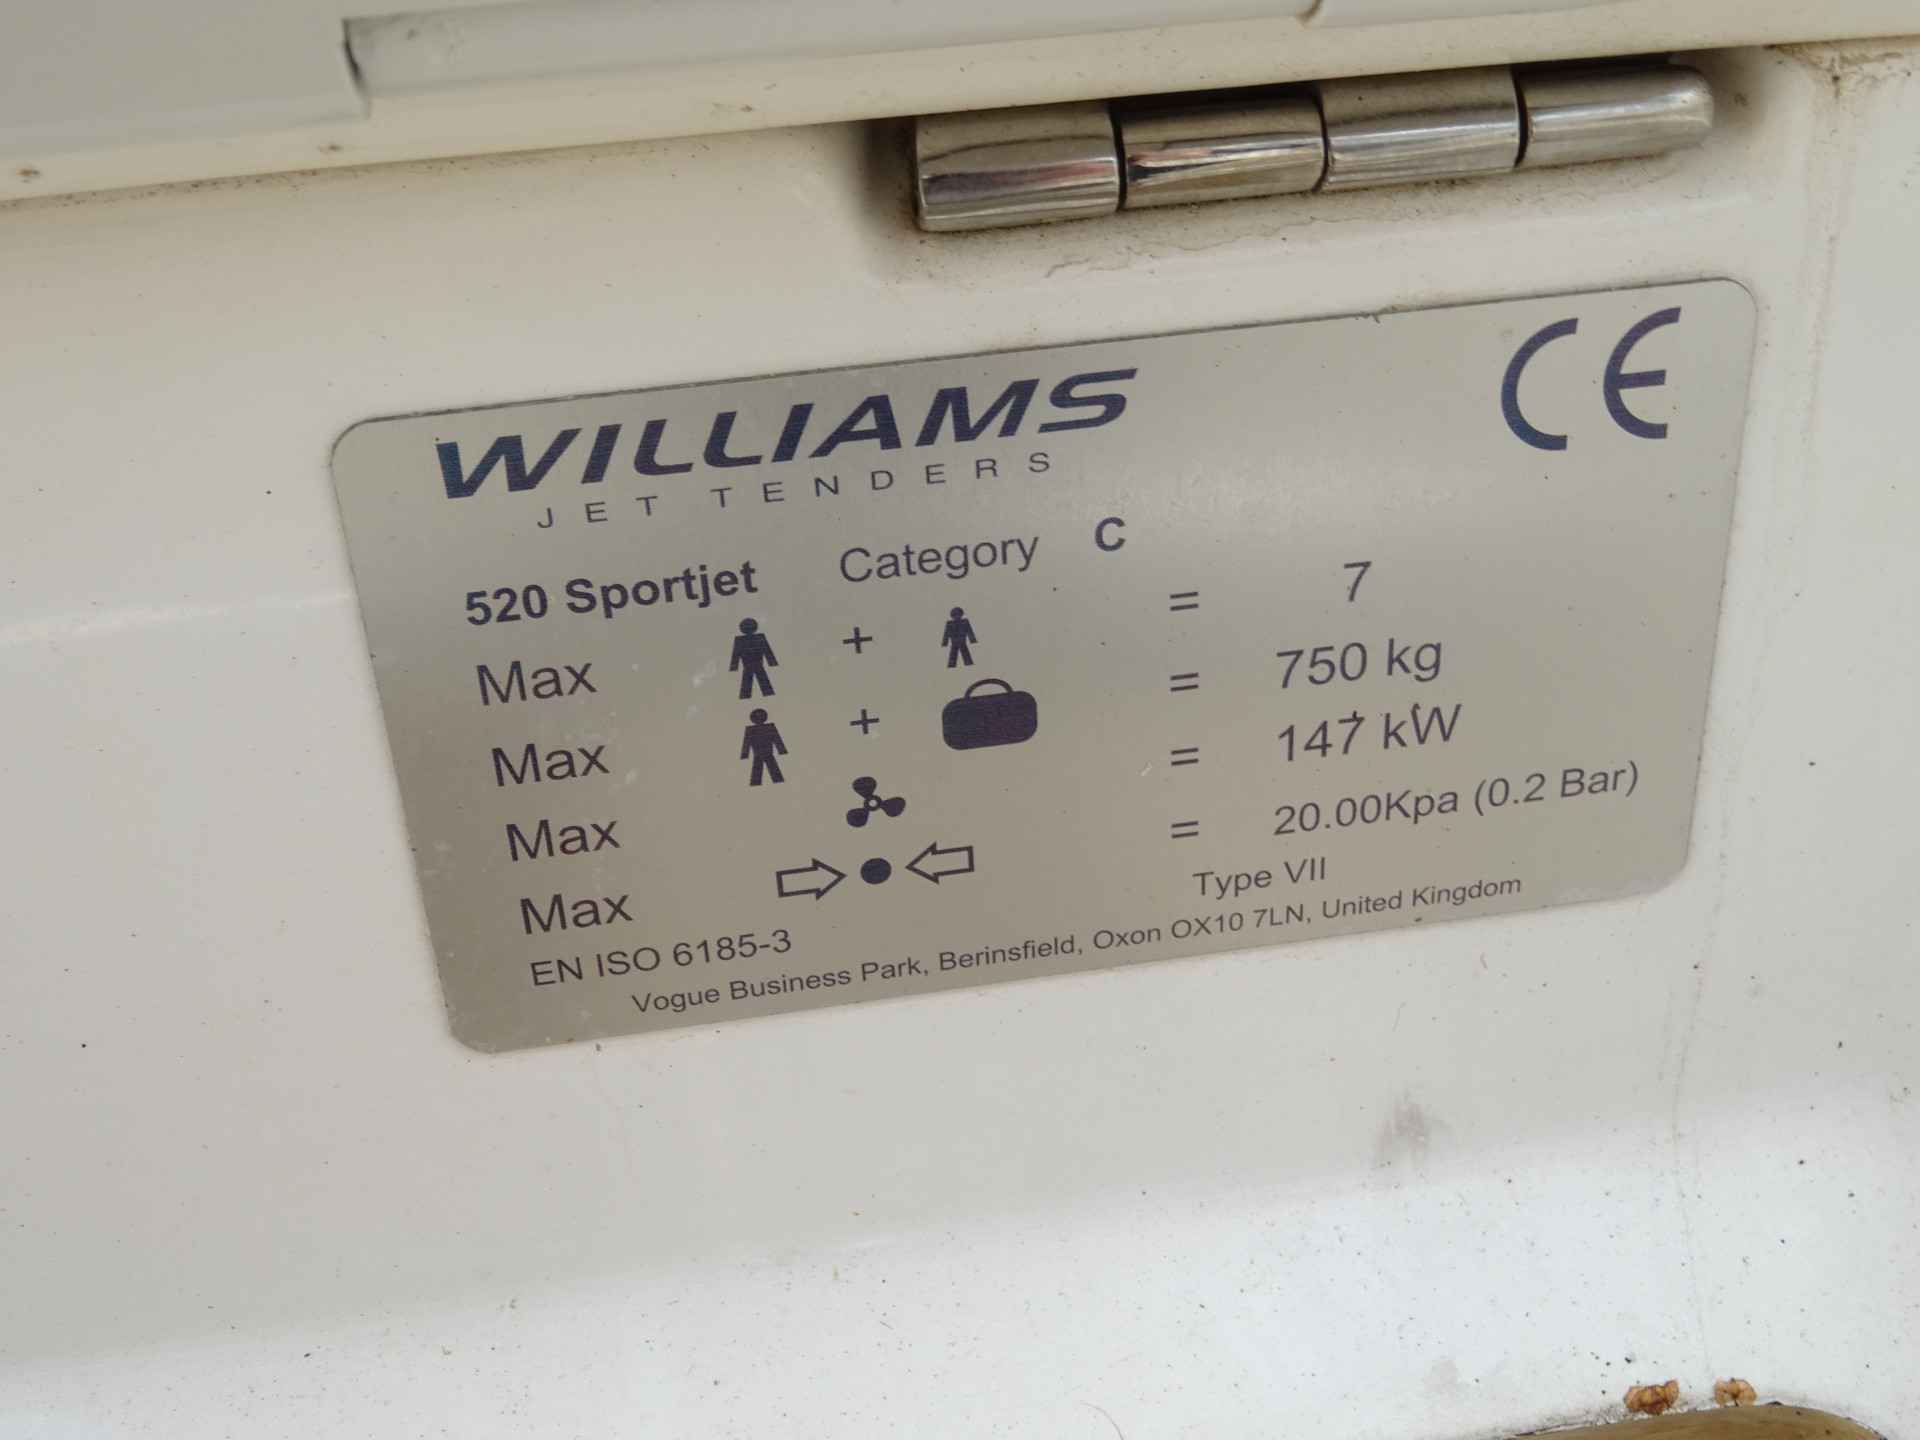 WILLIAMS
JET TENDERS
CE
520 Sportjet Category C
Max + = 7
Max + = 750 kg
Max = 147 kW
Max = 20.00Kpa (0.2 Bar)
EN ISO 6185-3 Type VII
Vogue Business Park, Berinsfield, Oxon OX10 7LN, United Kingdom